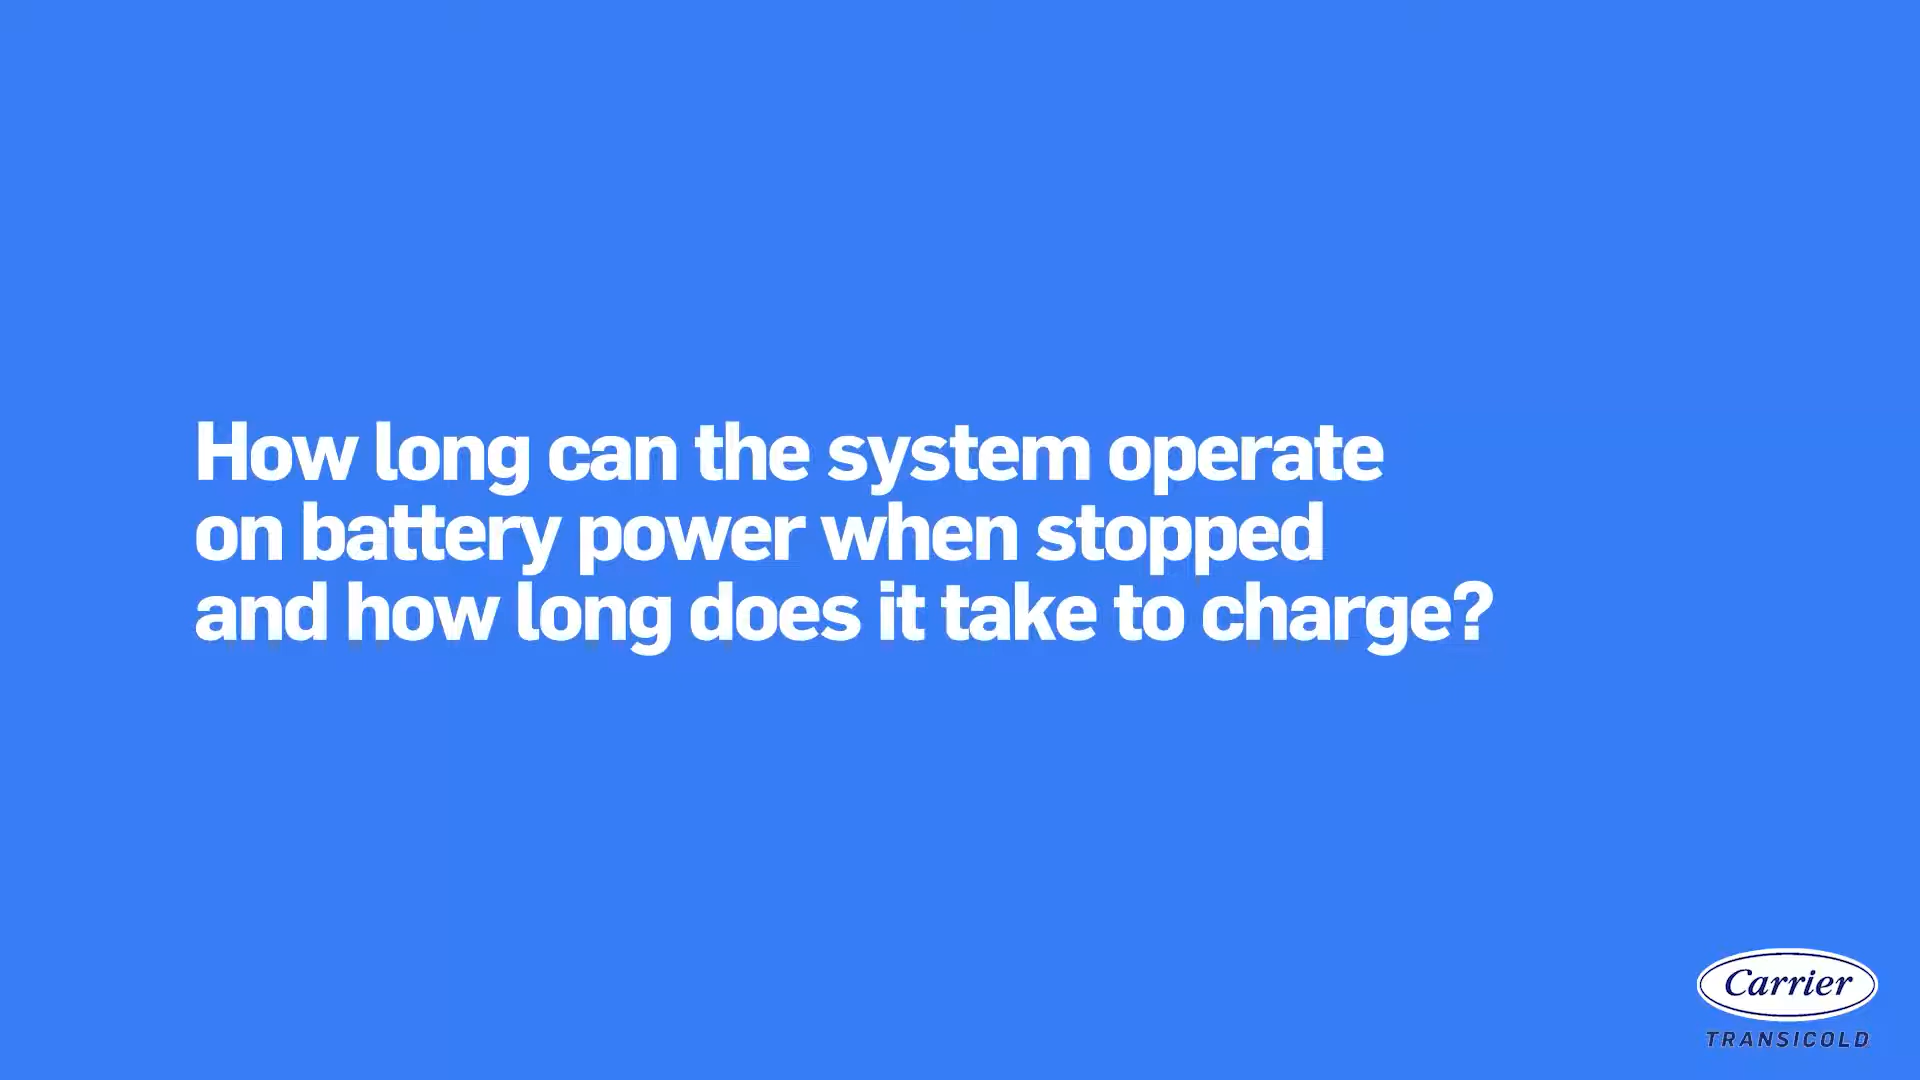 How long can the system operate
on battery power when stopped
and how long does it take to charge?
Carrier
TRANSICOLD